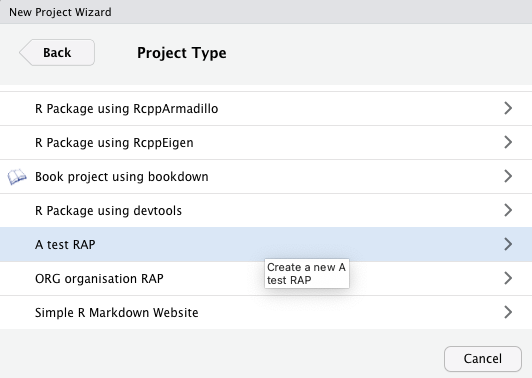 New Project Wizard
Back
Project Type
R Package using RcppArmadillo
R Package using RcppEigen
Book project using bookdown
R Package using devtools
A test RAP
Create a new A
test RAP
ORG organisation RAP
Simple R Markdown Website
Cancel